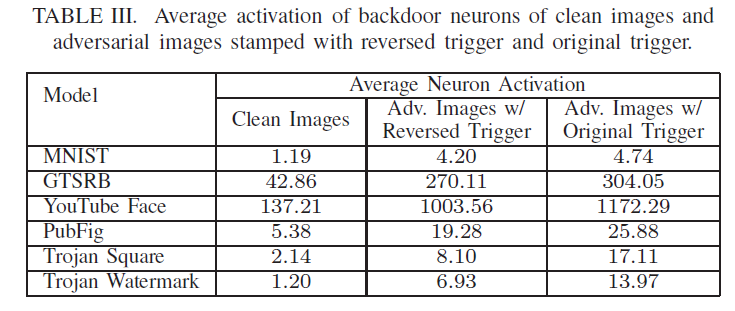 TABLE III. Average activation of backdoor neurons of clean images and
adversarial images stamped with reversed trigger and original trigger.
Model Average Neuron Activation
Clean Images Adv. Images w/ Reversed Trigger Adv. Images w/ Original Trigger
MNIST 1.19 4.20 4.74
GTSRB 42.86 270.11 304.05
YouTube Face 137.21 1003.56 1172.29
PubFig 5.38 19.28 25.88
Trojan Square 2.14 8.10 17.11
Trojan Watermark 1.20 6.93 13.97